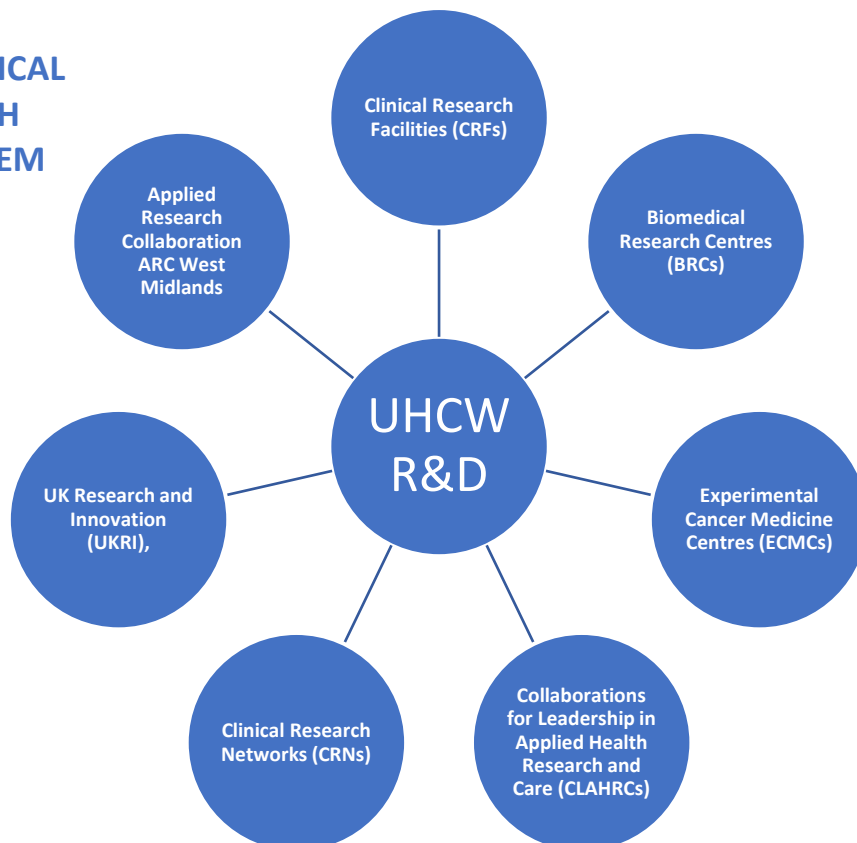 ICAL
H
EM
Clinical Research
Facilities (CRFs)
Applied
Research
Collaboration
ARC West
Midlands
Biomedical
Research Centres
(BRCs)
UHCW
R&D
UK Research and
Innovation
(UKRI),
Experimental
Cancer Medicine
Centres (ECMCs)
Clinical Research
Networks (CRNs)
Collaborations
for Leadership in
Applied Health
Research and
Care (CLAHRCs)